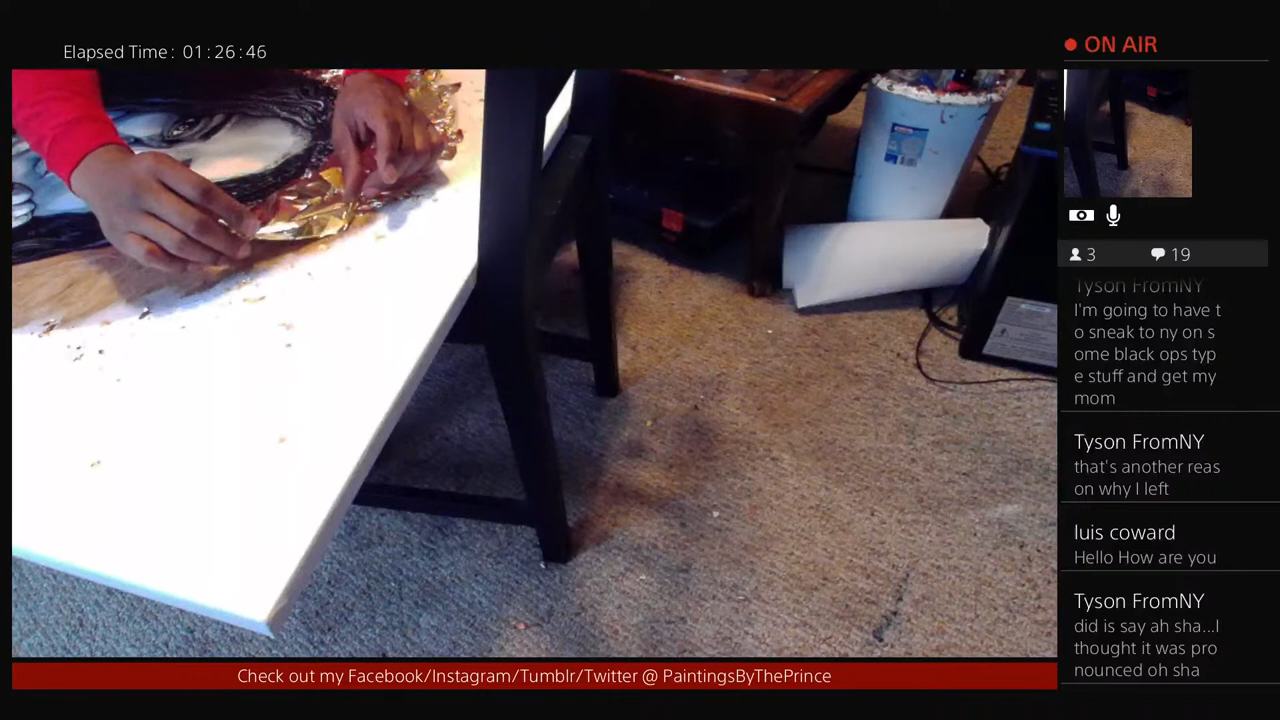 Elapsed Time: 01:26:46
ON AIR
3
19
Tyson FromNY
I'm going to have t
o sneak to ny on s
ome black ops typ
e stuff and get my
mom
Tyson FromNY
that's another reas
on why I left
luis coward
Hello How are you
Tyson FromNY
did is say ah sha...I
thought it was pro
nounced oh sha
Check out my Facebook/Instagram/Tumblr/Twitter @ PaintingsByThePrince